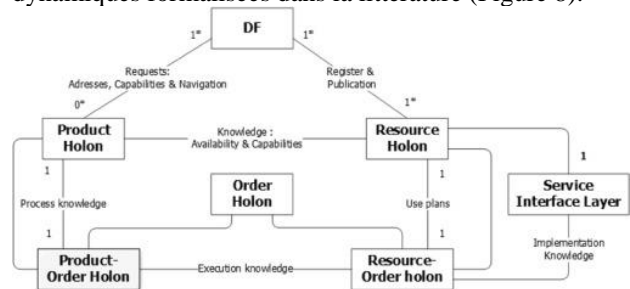 dynamiques formalisées dans la littérature (Figure 6).
DF
1*
1*
Requests:
Adresses, Capabilities & Navigation
Register &
Publication
0*
1*
Product
Holon
Knowledge :
Availability & Capabilities
Resource
Holon
1
1
1
Order
Holon
Service
Interface Layer
Process knowledge
Use plans
1
1
Implementation
Knowledge
Product-
Order Holon
Execution knowledge
Resource-
Order holon